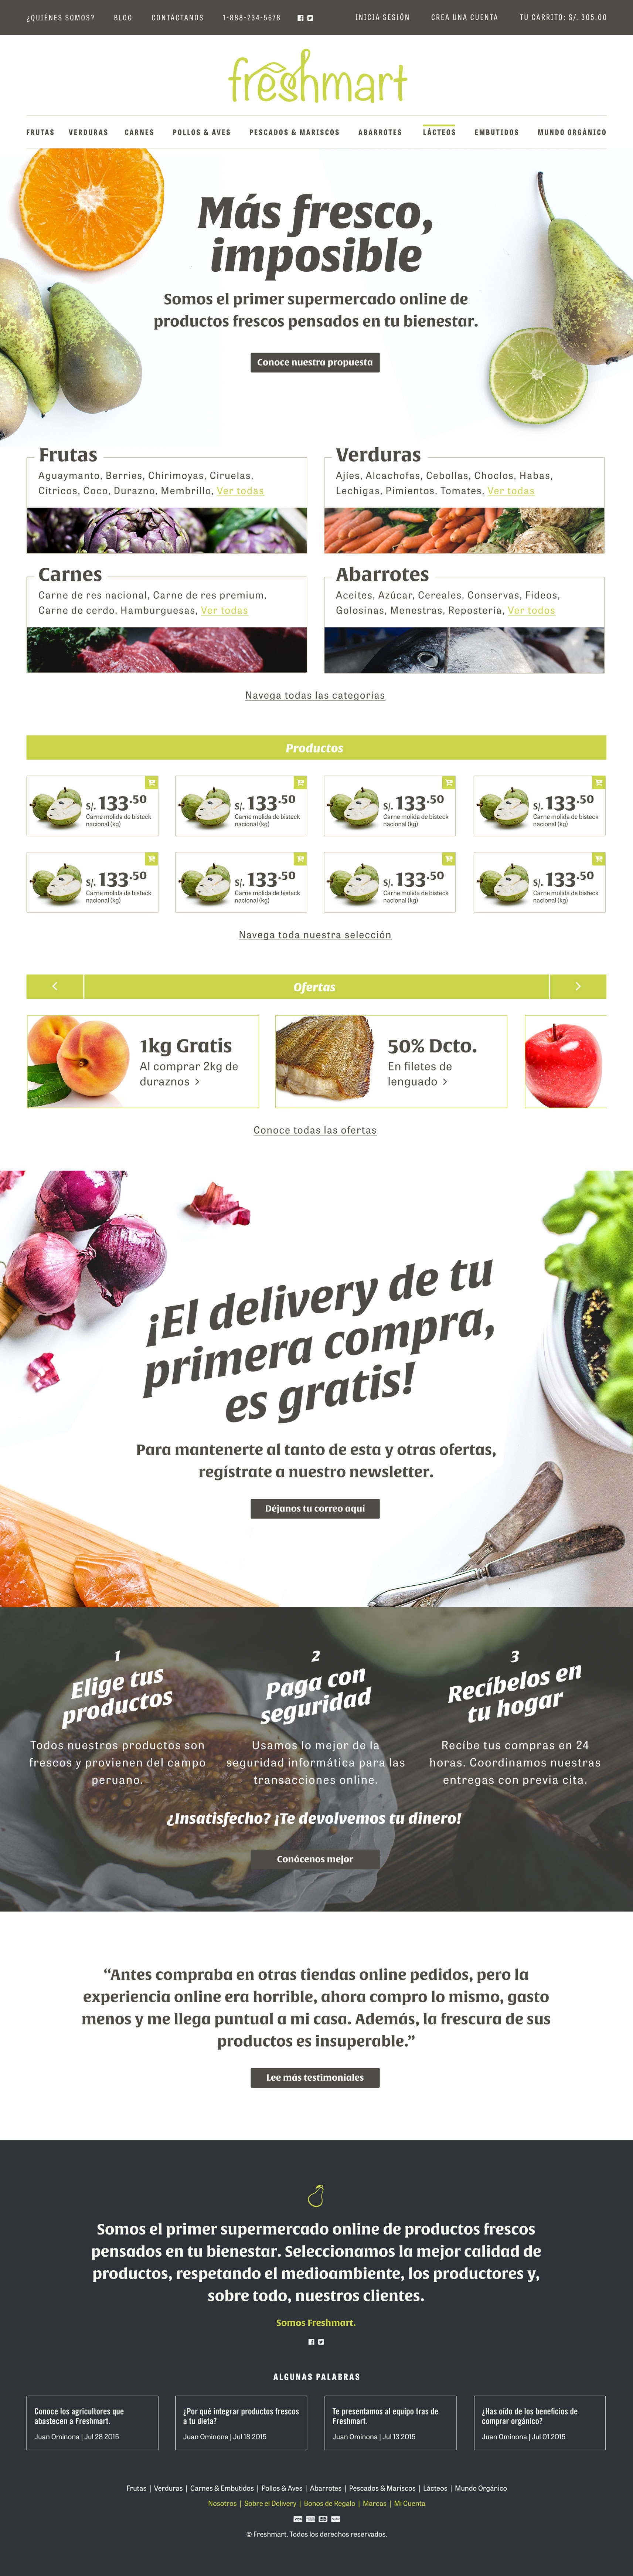 ¿QUIÉNES SOMOS? BLOG CONTÁCTANOS 1-888-234-5678 INICIA SESIÓN CREA UNA CUENTA TU CARRITO: S/. 305.00
freshmart
FRUTAS VERDURAS CARNES POLLOS & AVES PESCADOS & MARISCOS ABARROTES LÁCTEOS EMBUTIDOS MUNDO ORGÁNICO
Más fresco,
imposible
Somos el primer supermercado online de
productos frescos pensados en tu bienestar.
Conoce nuestra propuesta
Frutas
Aguaymanto, Berries, Chirimoyas, Ciruelas,
Cítricos, Coco, Durazno, Membrillo, Ver todas
Verduras
Ajíes, Alcachofas, Cebollas, Choclos, Habas,
Lechigas, Pimientos, Tomates, Ver todas
Carnes
Carne de res nacional, Carne de res premium,
Carne de cerdo, Hamburguesas, Ver todas
Abarrotes
Aceites, Azúcar, Cereales, Conservas, Fideos,
Golosinas, Menestras, Repostería, Ver todos
Navega todas las categorías
Productos
S/. 133.50
Carne molida de bisteck
nacional (kg)
S/. 133.50
Carne molida de bisteck
nacional (kg)
S/. 133.50
Carne molida de bisteck
nacional (kg)
S/. 133.50
Carne molida de bisteck
nacional (kg)
S/. 133.50
Carne molida de bisteck
nacional (kg)
S/. 133.50
Carne molida de bisteck
nacional (kg)
S/. 133.50
Carne molida de bisteck
nacional (kg)
S/. 133.50
Carne molida de bisteck
nacional (kg)
Navega toda nuestra selección
Ofertas
1kg Gratis
Al comprar 2kg de
duraznos >
50% Dcto.
En filetes de
lenguado >
Conoce todas las ofertas
¡El delivery de tu
primera compra,
es gratis!
Para mantenerte al tanto de esta y otras ofertas,
regístrate a nuestro newsletter.
Déjanos tu correo aquí
1
Elige tus
productos
Todos nuestros productos son
frescos y provienen del campo
peruano.
2
Paga con
seguridad
Usamos lo mejor de la
seguridad informática para las
transacciones online.
3
Recíbelos en
tu hogar
Recibe tus compras en 24
horas. Coordinamos nuestras
entregas con previa cita.
¿Insatisfecho? ¡Te devolvemos tu dinero!
Conócenos mejor
“Antes compraba en otras tiendas online pedidos, pero la
experiencia online era horrible, ahora compro lo mismo, gasto
menos y me llega puntual a mi casa. Además, la frescura de sus
productos es insuperable.”
Lee más testimoniales
Somos el primer supermercado online de productos frescos
pensados en tu bienestar. Seleccionamos la mejor calidad de
productos, respetando el medioambiente, los productores y,
sobre todo, nuestros clientes.
Somos Freshmart.
ALGUNAS PALABRAS
Conoce los agricultores que
abastecen a Freshmart.
Juan Ominona | Jul 28 2015
¿Por qué integrar productos frescos
a tu dieta?
Juan Ominona | Jul 18 2015
Te presentamos al equipo tras de
Freshmart.
Juan Ominona | Jul 13 2015
¿Has oído de los beneficios de
comprar orgánico?
Juan Ominona | Jul 01 2015
Frutas | Verduras | Carnes & Embutidos | Pollos & Aves | Abarrotes | Pescados & Mariscos | Lácteos | Mundo Orgánico
Nosotros | Sobre el Delivery | Bonos de Regalo | Marcas | Mi Cuenta
© Freshmart. Todos los derechos reservados.